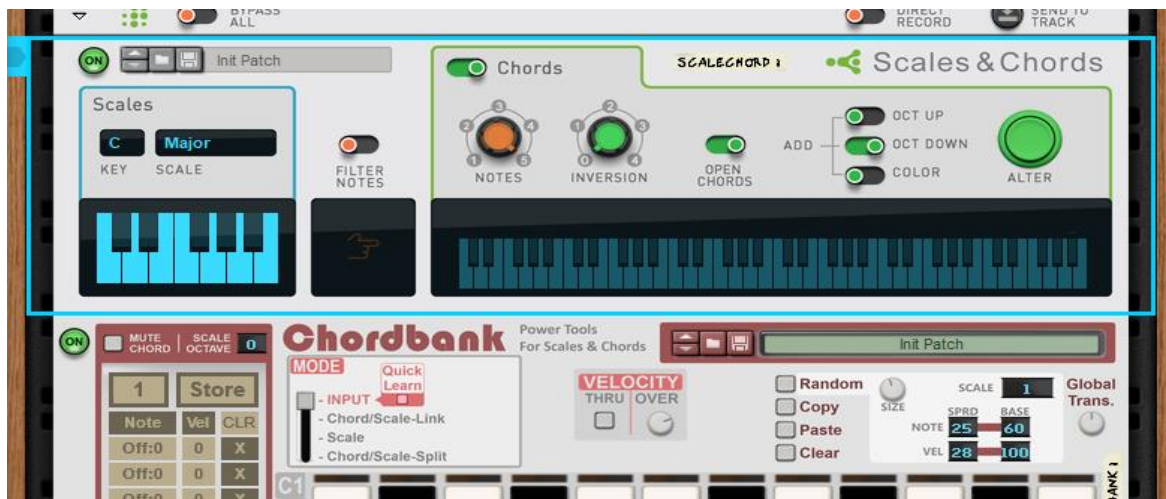 BYPASS
ALL
DIRECT
RECORD
SEND TO
TRACK
ON
Init Patch
Chords
SCALECHORD 1
Scales & Chords
Scales
C
Major
KEY
SCALE
FILTER
NOTES
1 2 3 4 5
NOTES
0 1 2 3 4
INVERSION
OPEN
CHORDS
ADD
OCT UP
OCT DOWN
COLOR
ALTER
ON
MUTE
CHORD
SCALE
OCTAVE
0
Chordbank
Power Tools
For Scales & Chords
Init Patch
1
Store
Note Vel CLR
Off:0 0 X
Off:0 0 X
Off:0 0 X
MODE
Quick
Learn
- INPUT
- Chord/Scale-Link
- Scale
- Chord/Scale-Split
VELOCITY
THRU OVER
Random
Copy
Paste
Clear
SIZE
SCALE 1
SPRD BASE
NOTE 25 60
VEL 28 100
Global
Trans.
C1